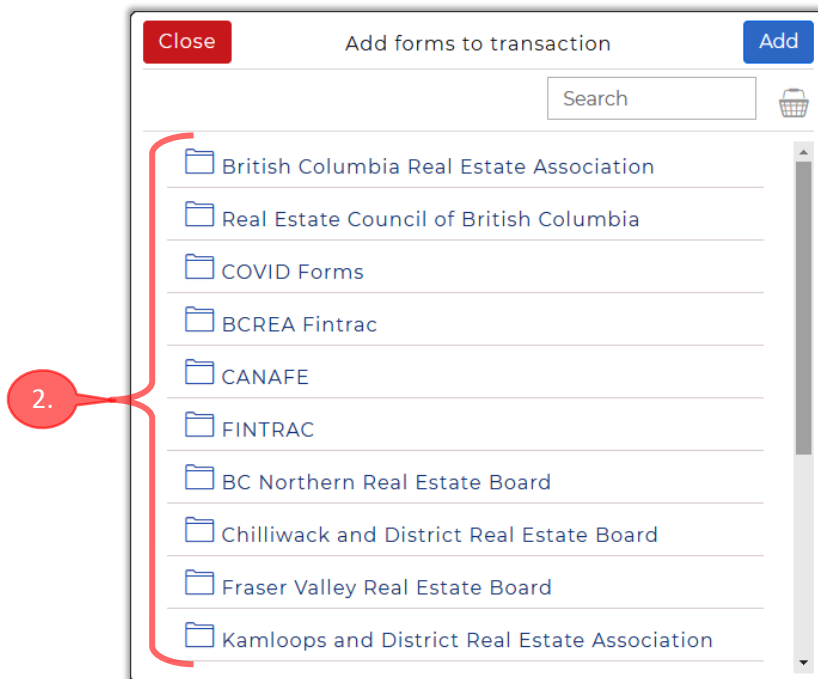 Close
Add forms to transaction
Add
Search
British Columbia Real Estate Association
Real Estate Council of British Columbia
COVID Forms
BCREA Fintrac
CANAFE
2.
FINTRAC
BC Northern Real Estate Board
Chilliwack and District Real Estate Board
Fraser Valley Real Estate Board
Kamloops and District Real Estate Association